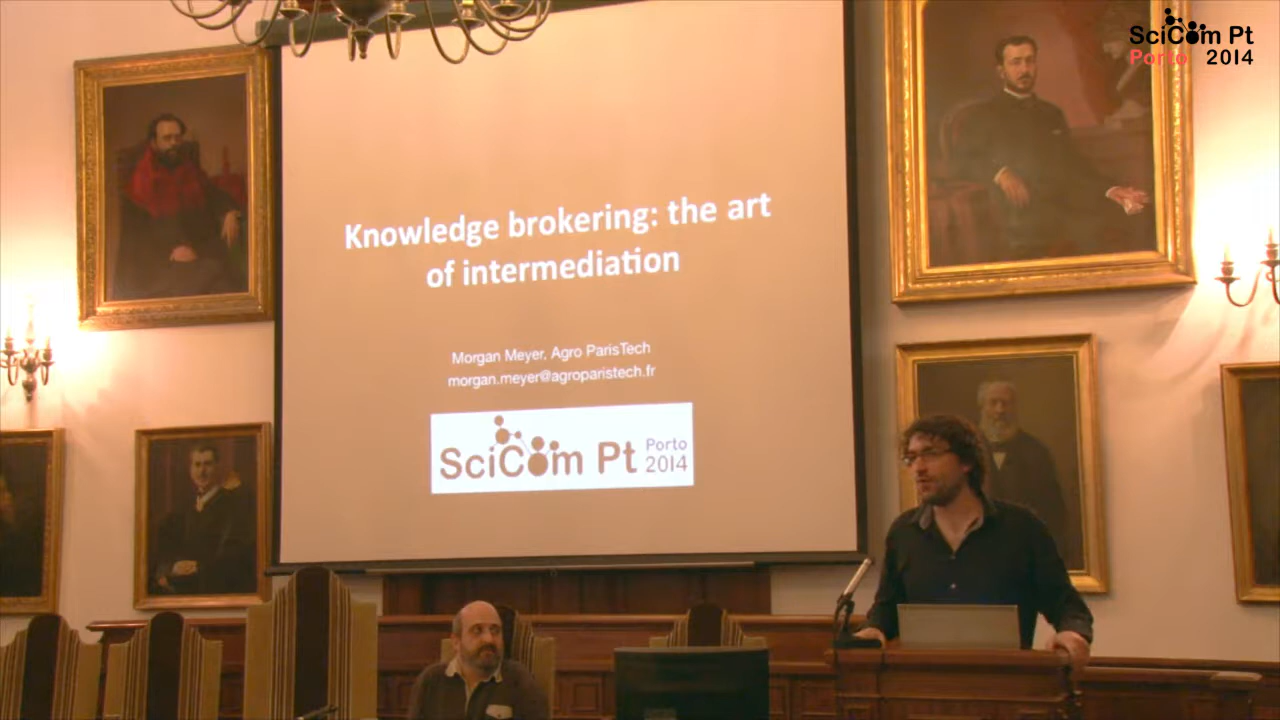 SciCom Pt
Porto 2014
Knowledge brokering: the art
of intermediation
Morgan Meyer, Agro ParisTech
morgan.meyer@agroparistech.fr
SciCom Pt Porto
2014